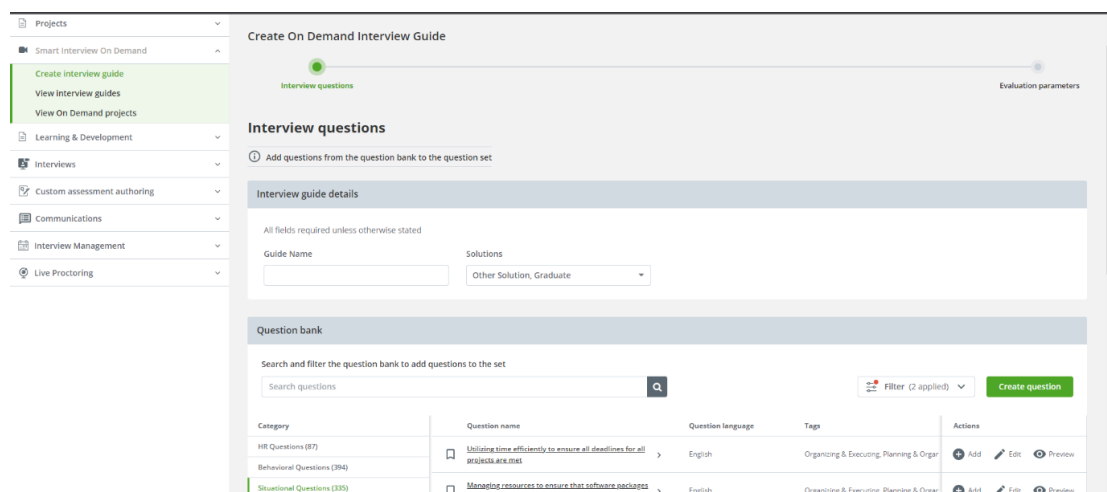 Projects
Smart Interview On Demand
Create interview guide
View interview guides
View On Demand projects
Learning & Development
Interviews
Custom assessment authoring
Communications
Interview Management
Live Proctoring
Create On Demand Interview Guide
Interview questions
Evaluation parameters
Interview questions
Add questions from the question bank to the question set
Interview guide details
All fields required unless otherwise stated
Guide Name
Solutions
Other Solution, Graduate
Question bank
Search and filter the question bank to add questions to the set
Search questions
Filter (2 applied)
Create question
Category
Question name
Question language
Tags
Actions
HR Questions (87)
Behavioral Questions (394)
Situational Questions (335)
Utilizing time efficiently to ensure all deadlines for all
projects are met
English
Organizing & Executing, Planning & Organ
Add
Edit
Preview
Managing resources to ensure that software packages
English
Organizing & Executing, Planning & Organ
Add
Edit
Preview